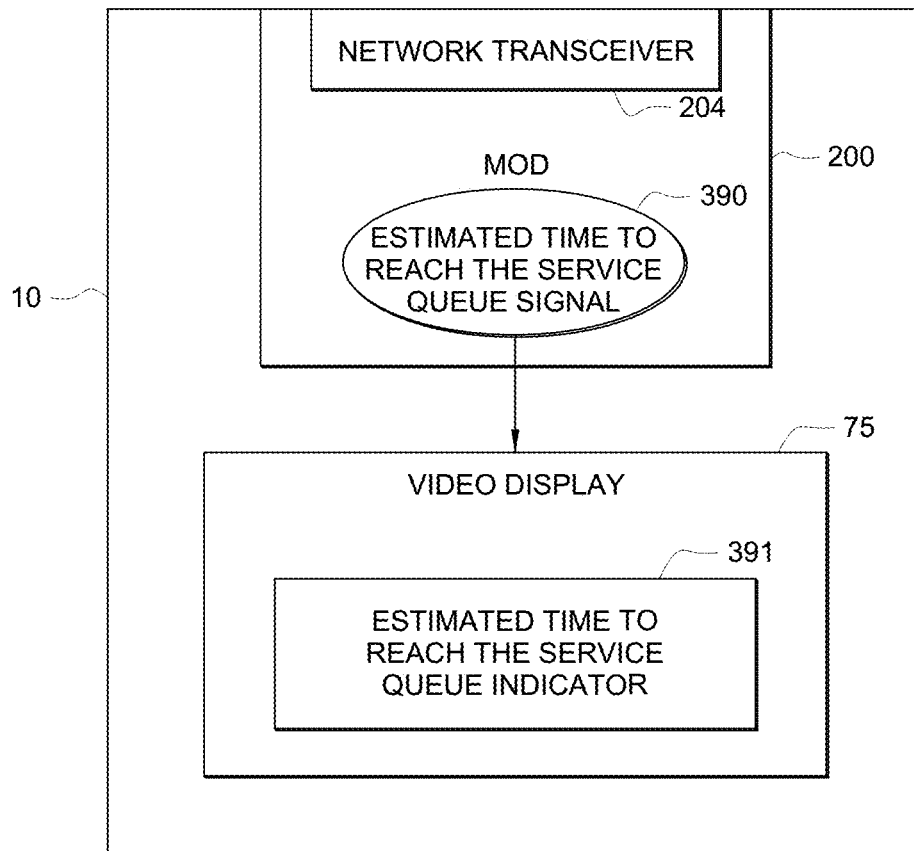 NETWORK TRANSCEIVER
204
200
MOD
390
ESTIMATED TIME TO
REACH THE SERVICE
QUEUE SIGNAL
10
75
VIDEO DISPLAY
391
ESTIMATED TIME TO
REACH THE SERVICE
QUEUE INDICATOR